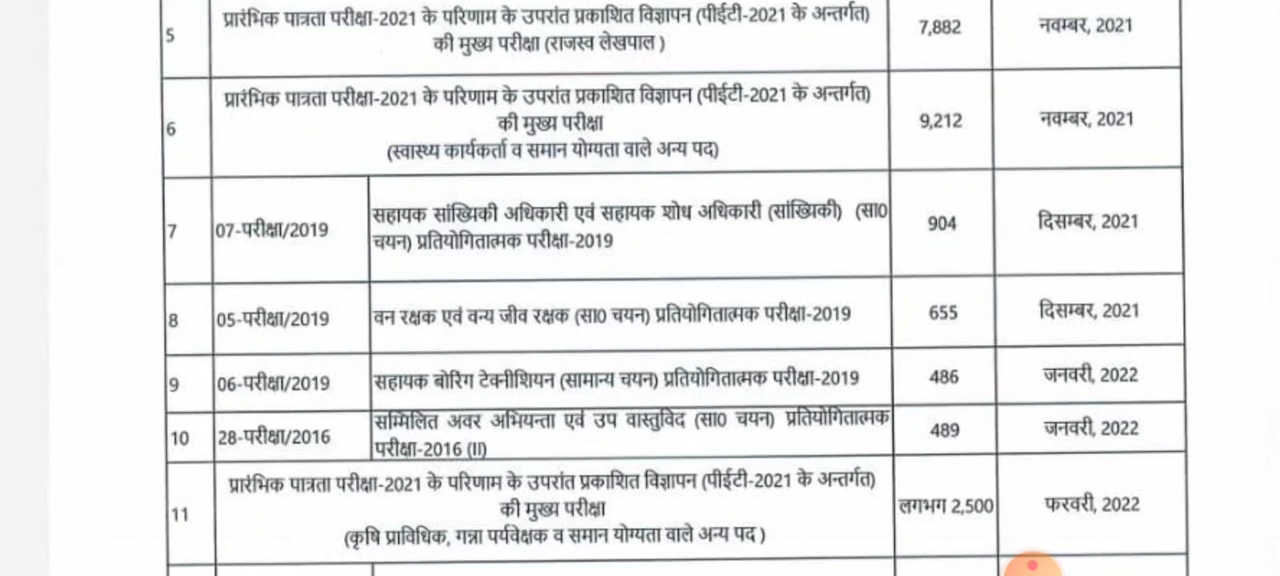 5
प्रारंभिक पात्रता परीक्षा-2021 के परिणाम के उपरांत प्रकाशित विज्ञापन (पीईटी-2021 के अन्तर्गत)
की मुख्य परीक्षा (राजस्व लेखपाल )
7,882
नवम्बर, 2021
6
प्रारंभिक पात्रता परीक्षा-2021 के परिणाम के उपरांत प्रकाशित विज्ञापन (पीईटी-2021 के अन्तर्गत)
की मुख्य परीक्षा
(स्वास्थ्य कार्यकर्ता व समान योग्यता वाले अन्य पद)
9,212
नवम्बर, 2021
7
07-परीक्षा/2019
सहायक सांख्यिकी अधिकारी एवं सहायक शोध अधिकारी (सांख्यिकी) (सा0
चयन) प्रतियोगितात्मक परीक्षा-2019
904
दिसम्बर, 2021
8
05-परीक्षा/2019
वन रक्षक एवं वन्य जीव रक्षक (सा0 चयन) प्रतियोगितात्मक परीक्षा-2019
655
दिसम्बर, 2021
9
06-परीक्षा/2019
सहायक बोरिंग टेक्नीशियन (सामान्य चयन) प्रतियोगितात्मक परीक्षा-2019
486
जनवरी, 2022
10
28-परीक्षा/2016
सम्मिलित अवर अभियन्ता एवं उप वास्तुविद (सा0 चयन) प्रतियोगितात्मक
परीक्षा-2016 (II)
489
जनवरी, 2022
11
प्रारंभिक पात्रता परीक्षा-2021 के परिणाम के उपरांत प्रकाशित विज्ञापन (पीईटी-2021 के अन्तर्गत)
की मुख्य परीक्षा
(कृषि प्राविधिक, गन्ना पर्यवेक्षक व समान योग्यता वाले अन्य पद )
लगभग 2,500
फरवरी, 2022